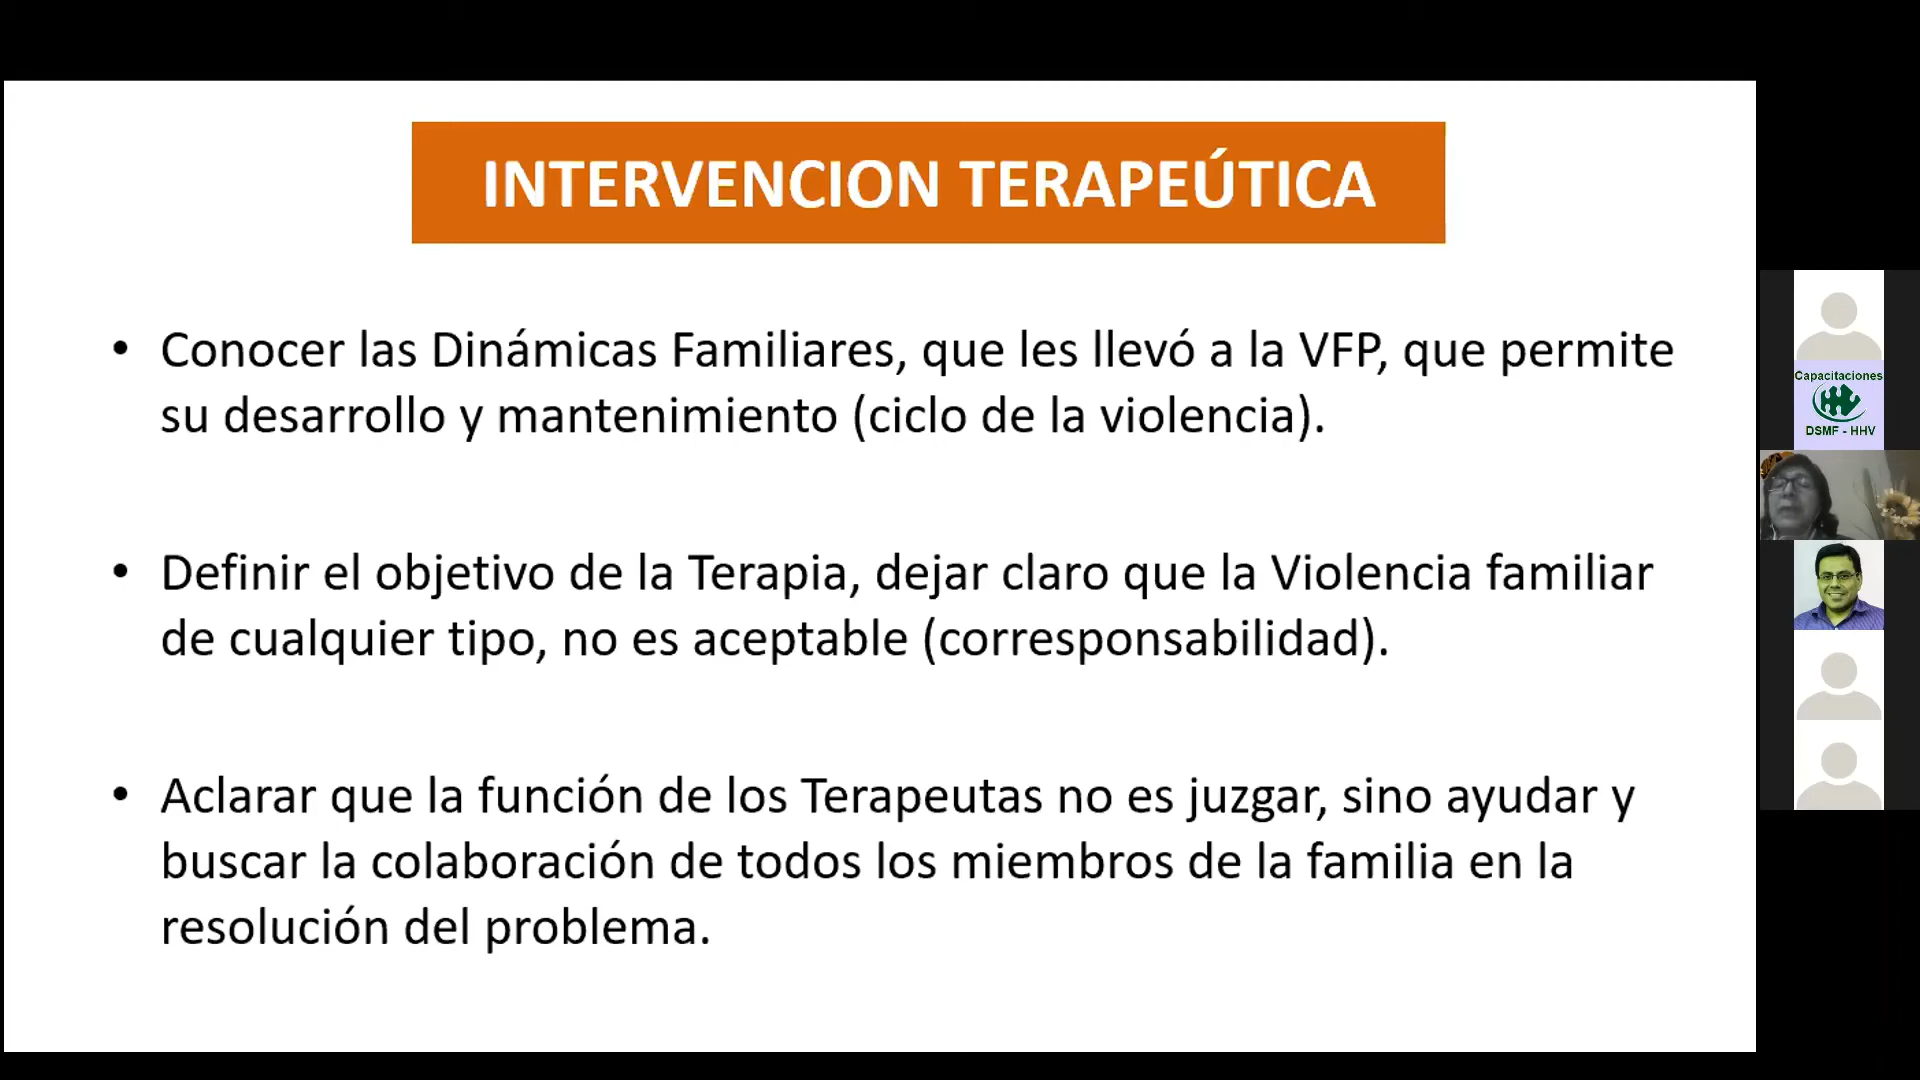 INTERVENCION TERAPEÚTICA
• Conocer las Dinámicas Familiares, que les llevó a la VFP, que permite
su desarrollo y mantenimiento (ciclo de la violencia).
• Definir el objetivo de la Terapia, dejar claro que la Violencia familiar
de cualquier tipo, no es aceptable (corresponsabilidad).
• Aclarar que la función de los Terapeutas no es juzgar, sino ayudar y
buscar la colaboración de todos los miembros de la familia en la
resolución del problema.
Capacitaciones
DSMF - HHV